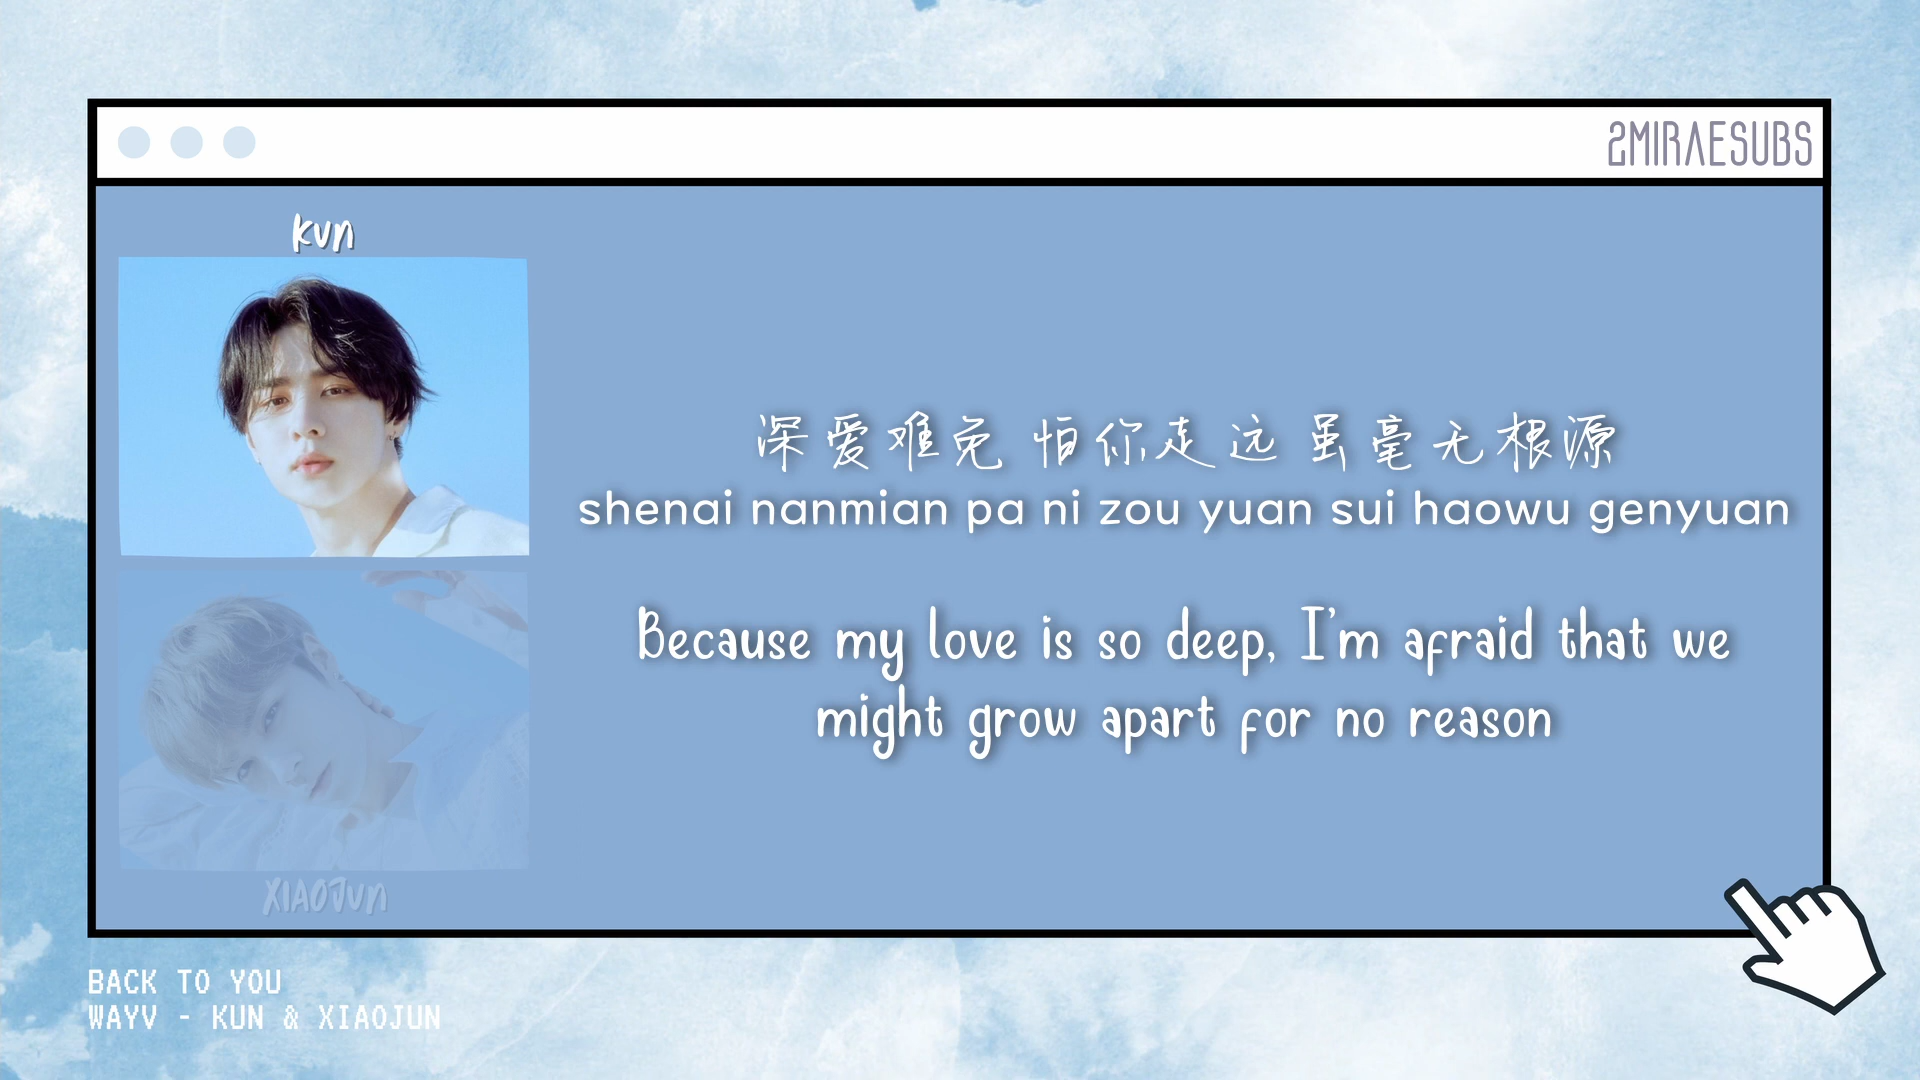 2MIRAESUBS
kun
深爱难免 怕你走远 虽毫无根源
shenai nanmian pa ni zou yuan sui haowu genyuan
Because my love is so deep, I'm afraid that we
might grow apart for no reason
XIAOJun
BACK TO YOU
WAYV - KUN & XIAOJUN